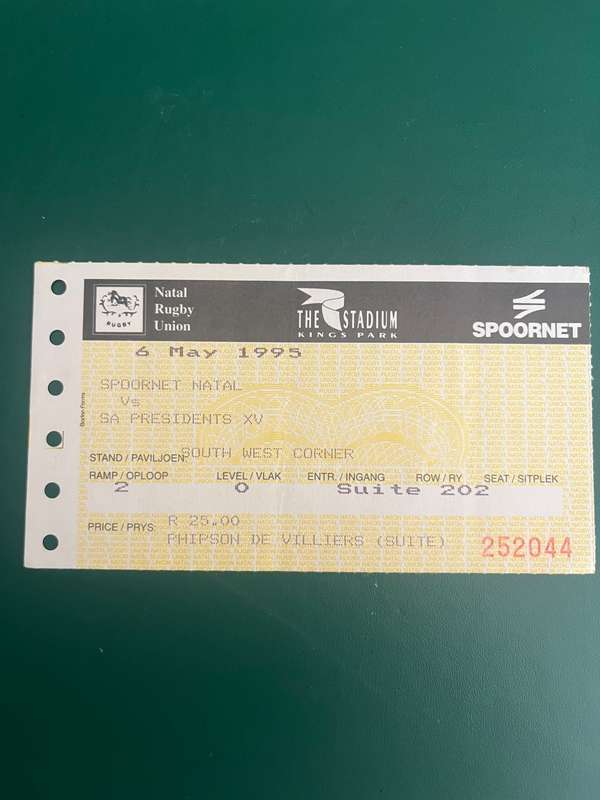 Natal
Rugby
Union
RUGBY
THE STADIUM
KINGS PARK
SPOORNET
6 May 1995
SPOORNET NATAL
Vs
SA PRESIDENTS XV
STAND / PAVILJOEN: SOUTH WEST CORNER
RAMP / OPLOOP LEVEL / VLAK ENTR. / INGANG ROW / RY SEAT / SITPLEK
2 0 Suite 202
PRICE / PRYS: R 25.00
PHIPSON DE VILLIERS (SUITE)
252044